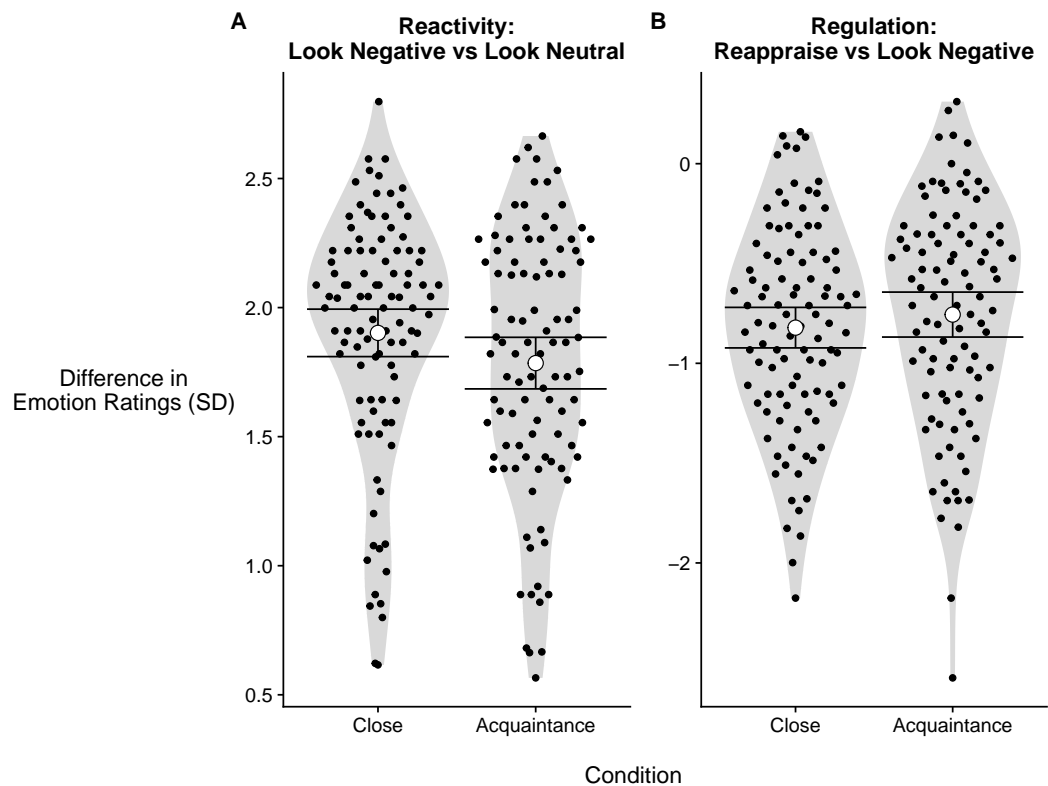 A
Reactivity:
Look Negative vs Look Neutral
B
Regulation:
Reappraise vs Look Negative
Difference in
Emotion Ratings (SD)
2.5
2.0
1.5
1.0
0.5
0
−1
−2
Close
Acquaintance
Close
Acquaintance
Condition